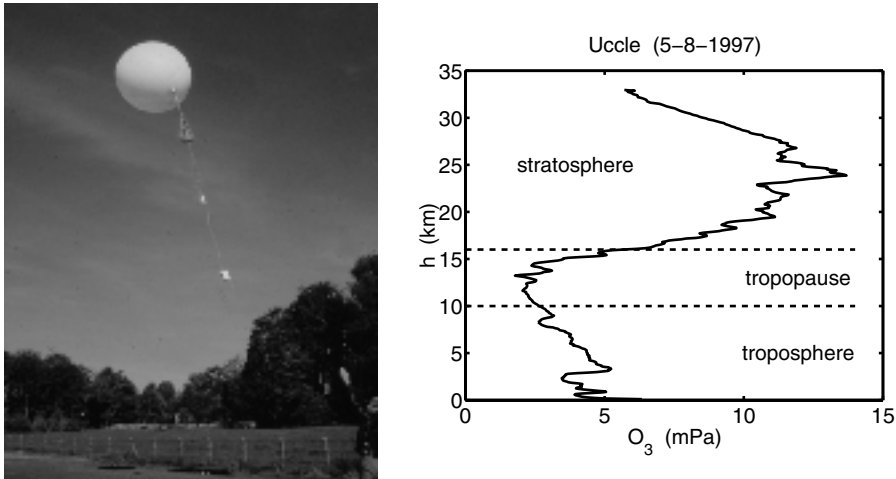 Uccle (5–8–1997)
35
30
25
20
15
10
5
0
h (km)
stratosphere
tropopause
troposphere
0
5
10
15
O3 (mPa)